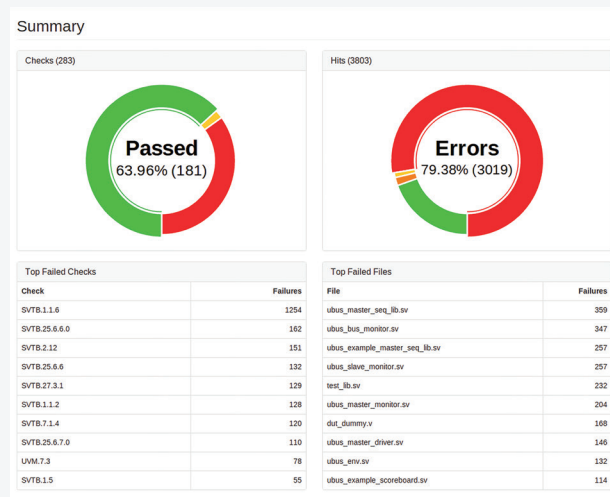 Summary
Checks (283)
Passed
63.96% (181)
Hits (3803)
Errors
79.38% (3019)
Top Failed Checks
Check Failures
SVTB.1.1.6 1254
SVTB.25.6.6.0 162
SVTB.2.12 151
SVTB.25.6.6 132
SVTB.27.3.1 129
SVTB.1.1.2 128
SVTB.7.1.4 120
SVTB.25.6.7.0 110
UVM.7.3 78
SVTB.1.5 55
Top Failed Files
File Failures
ubus_master_seq_lib.sv 359
ubus_bus_monitor.sv 347
ubus_example_master_seq_lib.sv 257
ubus_slave_monitor.sv 257
test_lib.sv 232
ubus_master_monitor.sv 204
dut_dummy.v 168
ubus_master_driver.sv 146
ubus_env.sv 132
ubus_example_scoreboard.sv 114